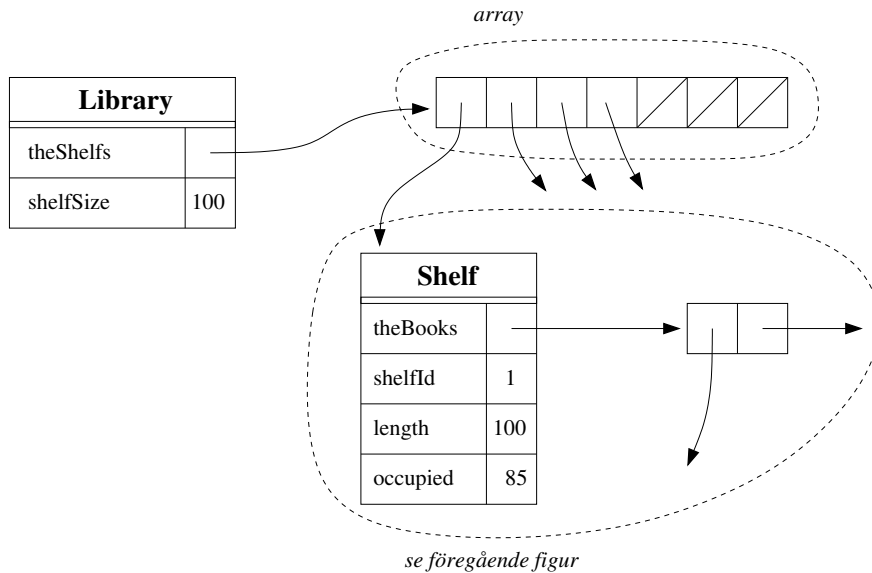 array
Library
theShelfs
shelfSize 100
Shelf
theBooks
shelfId 1
length 100
occupied 85
se föregående figur